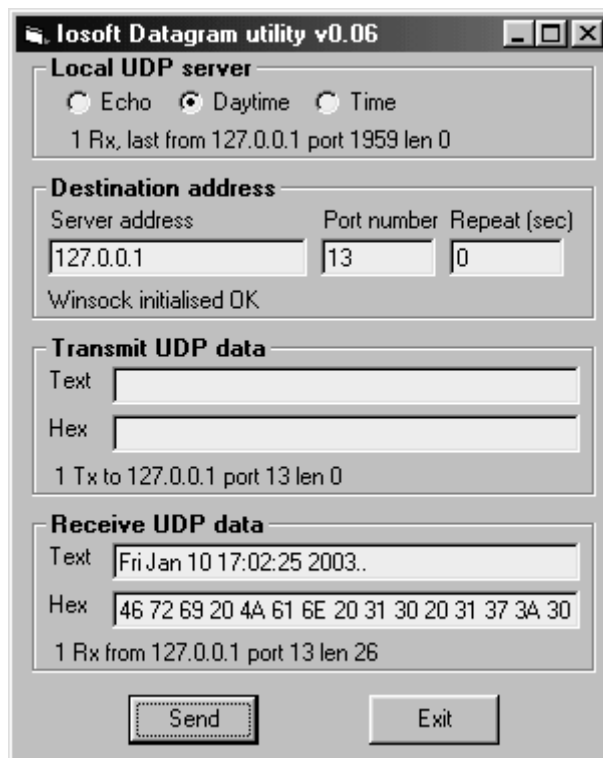 Iosoft Datagram utility v0.06
Local UDP server
Echo Daytime Time
1 Rx, last from 127.0.0.1 port 1959 len 0
Destination address
Server address Port number Repeat (sec)
127.0.0.1 13 0
Winsock initialised OK
Transmit UDP data
Text
Hex
1 Tx to 127.0.0.1 port 13 len 0
Receive UDP data
Text Fri Jan 10 17:02:25 2003..
Hex 46 72 69 20 4A 61 6E 20 31 30 20 31 37 3A 30
1 Rx from 127.0.0.1 port 13 len 26
Send Exit